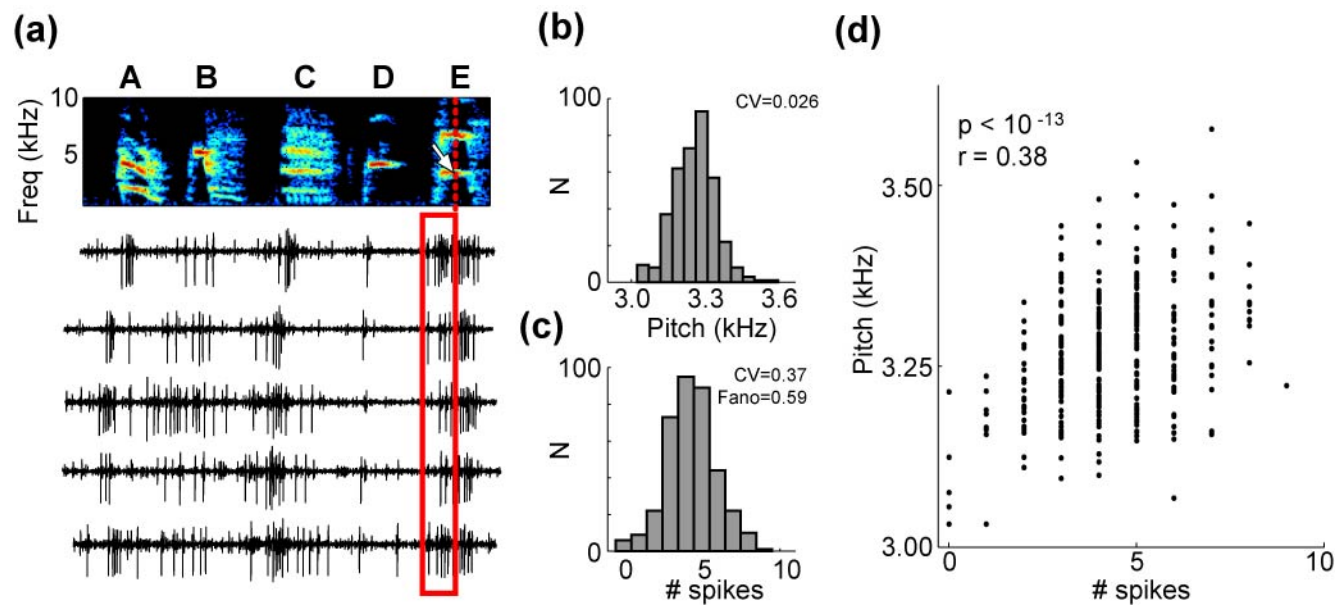 (a)
A B C D E
10
5
Freq (kHz)
(b)
100
0
N
CV=0.026
3.0 3.3 3.6
Pitch (kHz)
(c)
100
0
N
CV=0.37
Fano=0.59
0 5 10
# spikes
(d)
p < 10 -13
r = 0.38
3.50
3.25
3.00
Pitch (kHz)
0 5 10
# spikes